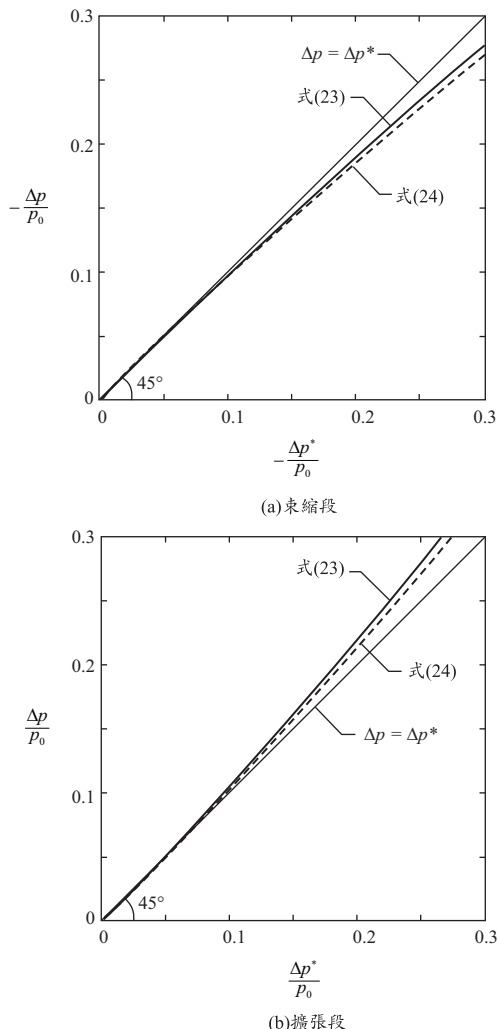 0.3
Δp = Δp*
式(23)
0.2
式(24)
−Δp/p₀
0.1
45°
0
0 0.1 0.2 0.3
−Δp*/p₀
(a)束縮段
0.3
式(23)
0.2
式(24)
Δp/p₀
Δp = Δp*
0.1
45°
0
0 0.1 0.2 0.3
Δp*/p₀
(b)擴張段